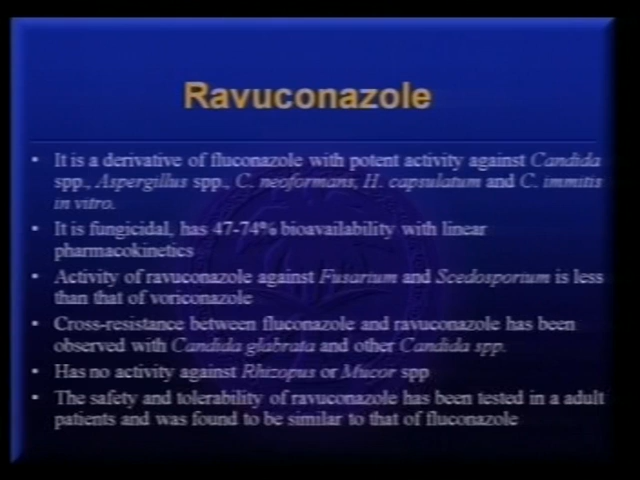 Ravuconazole
• It is a derivative of fluconazole with potent activity against Candida
spp., Aspergillus spp., C. neoformans, H. capsulatum and C. immitis
in vitro.
• It is fungicidal, has 47-74% bioavailability with linear
pharmacokinetics
• Activity of ravuconazole against Fusarium and Scedosporium is less
than that of voriconazole
• Cross-resistance between fluconazole and ravuconazole has been
observed with Candida glabrata and other Candida spp.
• Has no activity against Rhizopus or Mucor spp
• The safety and tolerability of ravuconazole has been tested in a adult
patients and was found to be similar to that of fluconazole